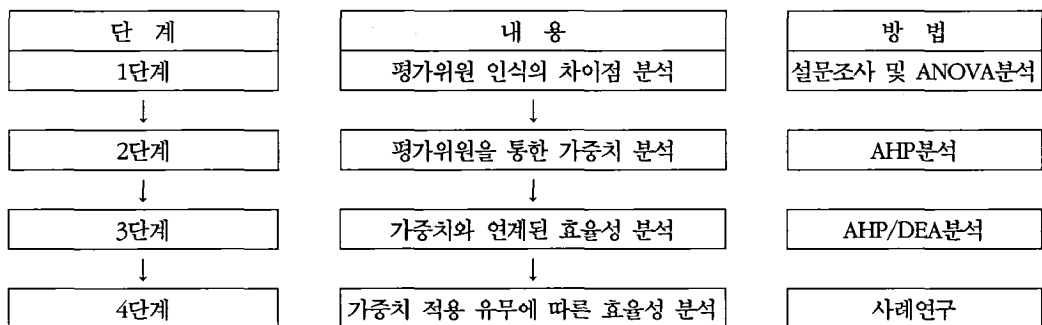 단 계 내 용 방 법
1단계 평가위원 인식의 차이점 분석 설문조사 및 ANOVA분석
↓ ↓
2단계 평가위원을 통한 가중치 분석 AHP분석
↓ ↓
3단계 가중치와 연계된 효율성 분석 AHP/DEA분석
↓ ↓
4단계 가중치 적용 유무에 따른 효율성 분석 사례연구